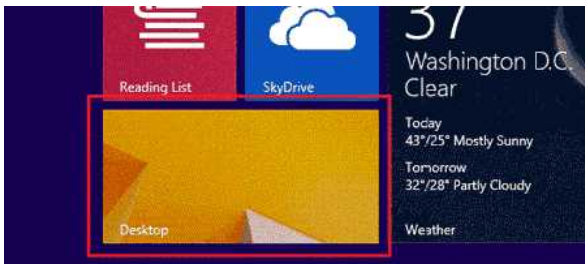 Reading List
SkyDrive
Desktop
37
Washington D.C.
Clear
Today
43°/25° Mostly Sunny
Tomorrow
32°/28° Partly Cloudy
Weather